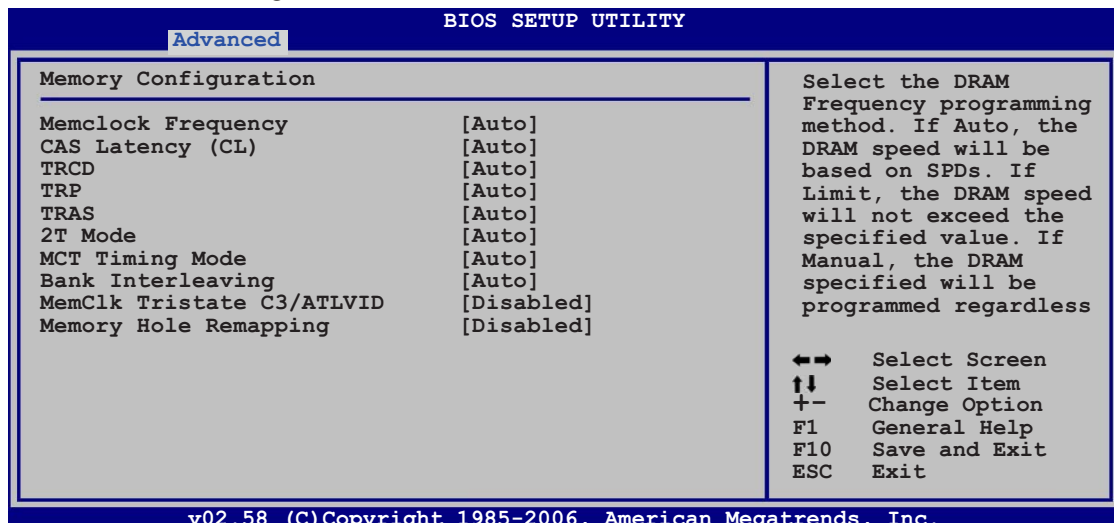 BIOS SETUP UTILITY
Advanced
Memory Configuration
Memclock Frequency [Auto]
CAS Latency (CL) [Auto]
TRCD [Auto]
TRP [Auto]
TRAS [Auto]
2T Mode [Auto]
MCT Timing Mode [Auto]
Bank Interleaving [Auto]
MemClk Tristate C3/ATLVID [Disabled]
Memory Hole Remapping [Disabled]
Select the DRAM
Frequency programming
method. If Auto, the
DRAM speed will be
based on SPDs. If
Limit, the DRAM speed
will not exceed the
specified value. If
Manual, the DRAM
specified will be
programmed regardless
←→ Select Screen
↑↓ Select Item
+- Change Option
F1 General Help
F10 Save and Exit
ESC Exit
v02.58 (C)Copyright 1985-2006, American Megatrends, Inc.